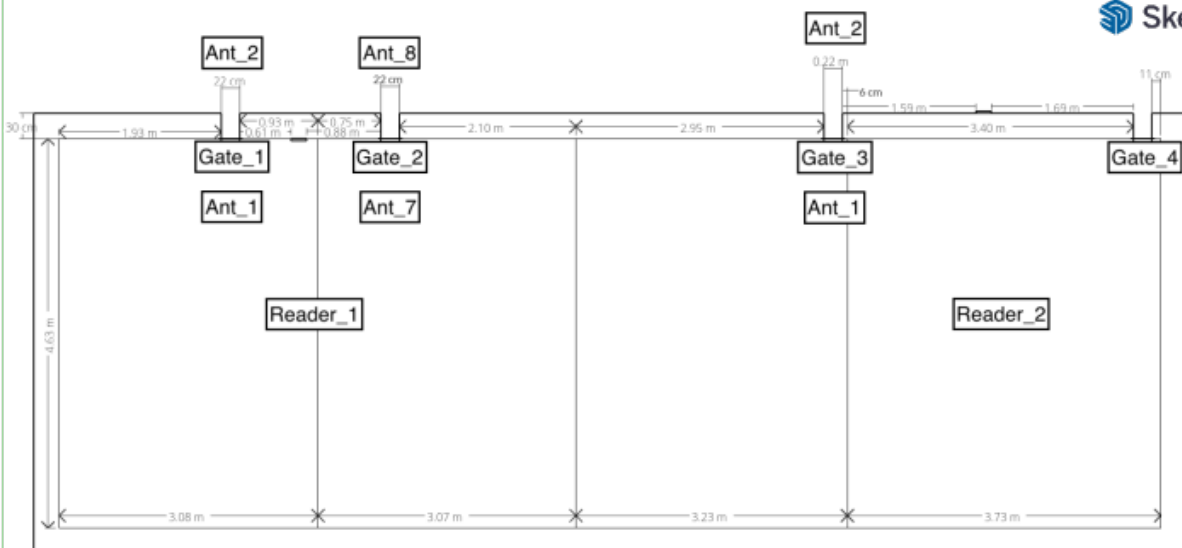 Ske
Ant_2
Ant_8
Ant_2
22 cm
22 cm
0.22 m
11 cm
6 cm
30 cm
1.93 m
0.93 m
0.75 m
0.61 m
0.88 m
2.10 m
2.95 m
1.59 m
1.69 m
3.40 m
Gate_1
Gate_2
Gate_3
Gate_4
Ant_1
Ant_7
Ant_1
Reader_1
Reader_2
4.63 m
3.08 m
3.07 m
3.23 m
3.73 m